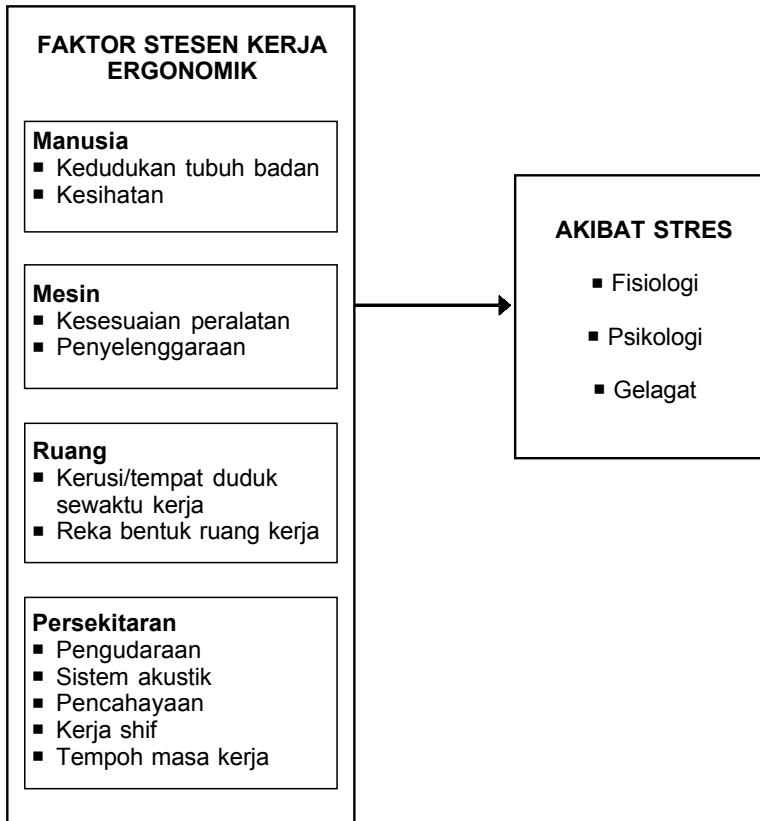 FAKTOR STESEN KERJA
ERGONOMIK
Manusia
▪ Kedudukan tubuh badan
▪ Kesihatan
Mesin
▪ Kesesuaian peralatan
▪ Penyelenggaraan
Ruang
▪ Kerusi/tempat duduk
sewaktu kerja
▪ Reka bentuk ruang kerja
Persekitaran
▪ Pengudaraan
▪ Sistem akustik
▪ Pencahayaan
▪ Kerja shif
▪ Tempoh masa kerja
AKIBAT STRES
▪ Fisiologi
▪ Psikologi
▪ Gelagat